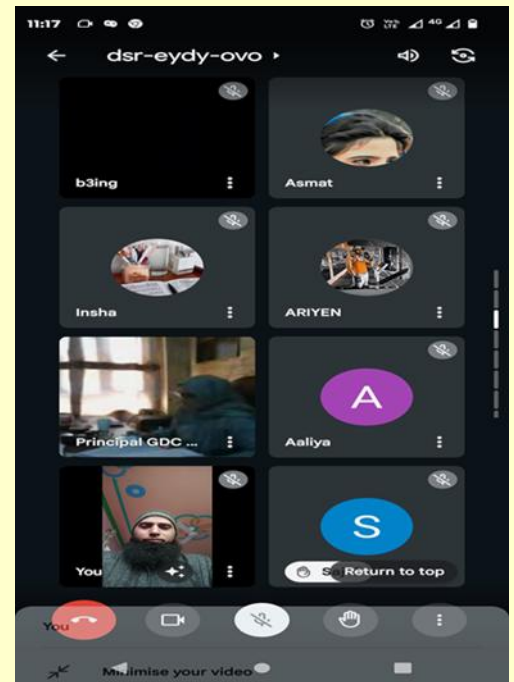 11:17
4G
dsr-eydy-ovo
b3ing
Asmat
Insha
ARIYEN
Principal GDC ...
A
Aaliya
S
You
Return to top
You
Minimise your video